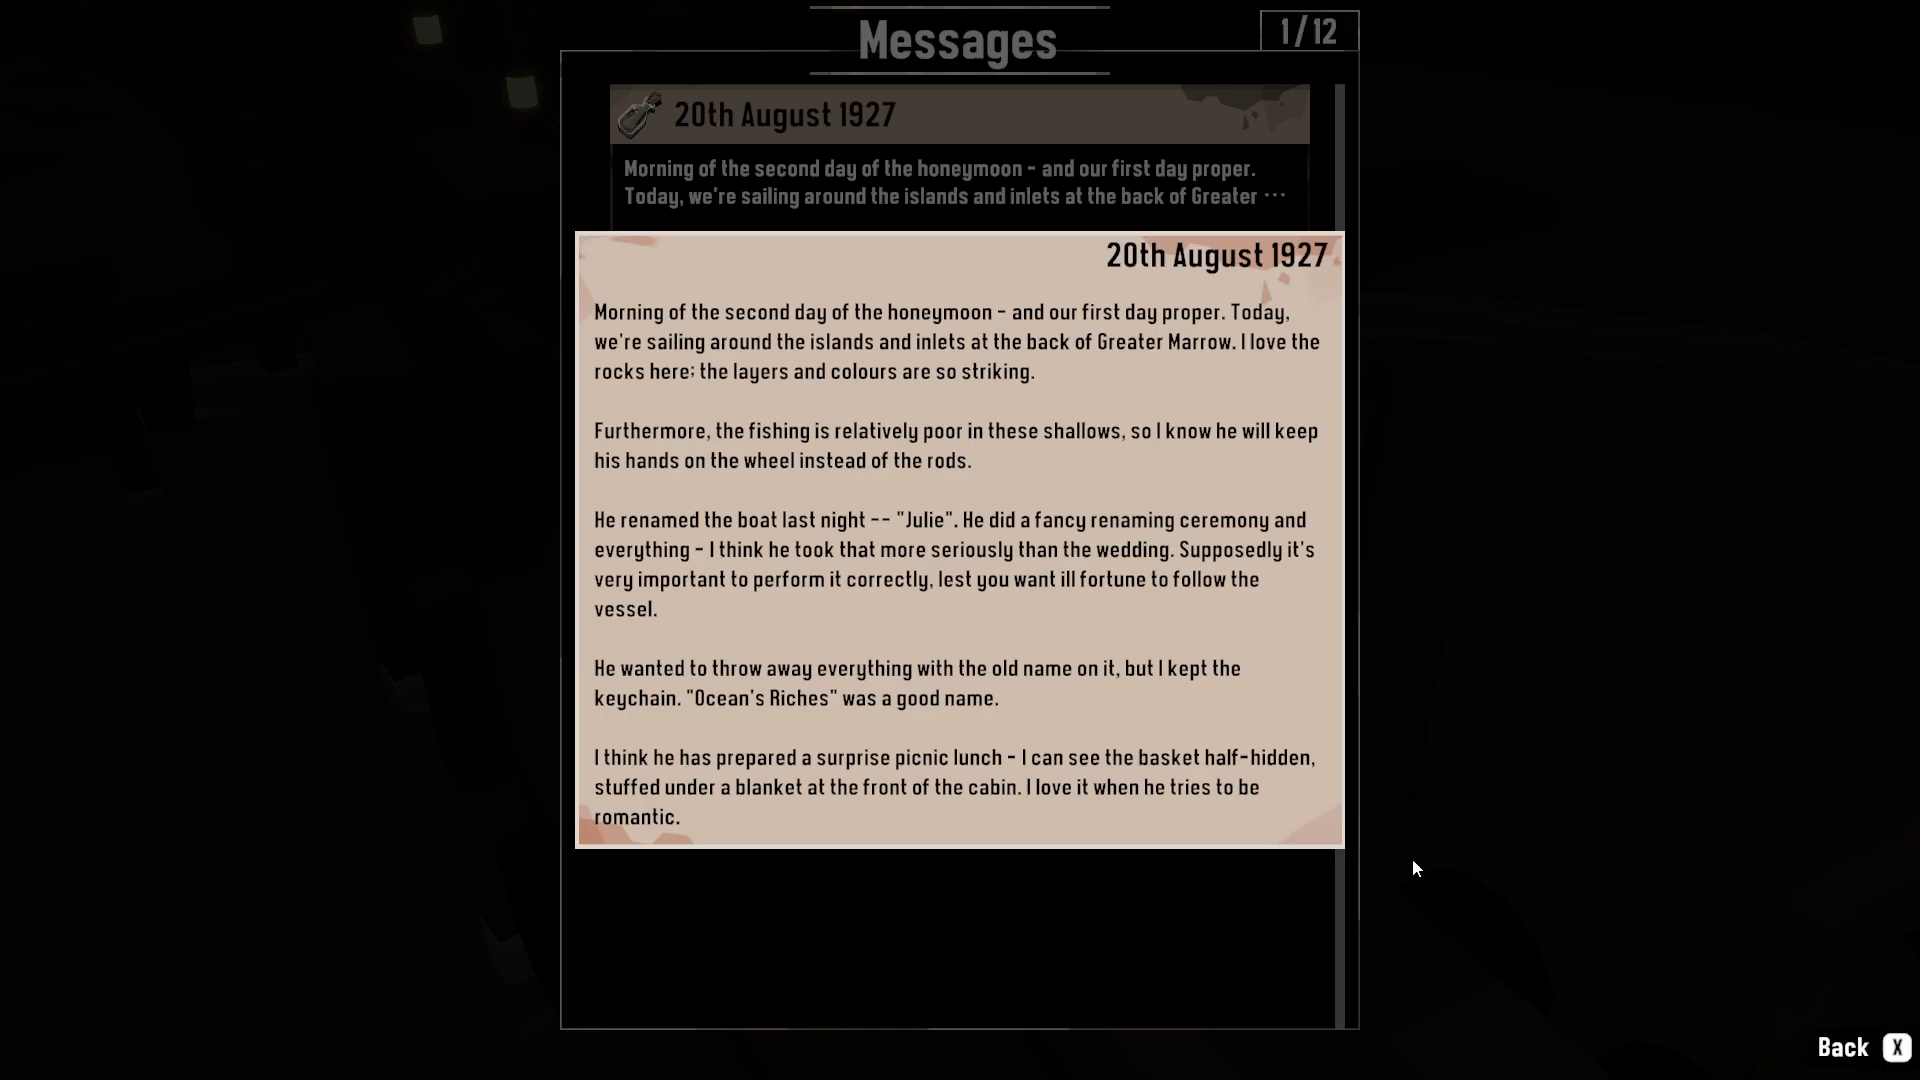 Messages
1/12
20th August 1927
Morning of the second day of the honeymoon - and our first day proper.
Today, we're sailing around the islands and inlets at the back of Greater ...
20th August 1927
Morning of the second day of the honeymoon - and our first day proper. Today,
we're sailing around the islands and inlets at the back of Greater Marrow. I love the
rocks here; the layers and colours are so striking.
Furthermore, the fishing is relatively poor in these shallows, so I know he will keep
his hands on the wheel instead of the rods.
He renamed the boat last night -- "Julie". He did a fancy renaming ceremony and
everything - I think he took that more seriously than the wedding. Supposedly it's
very important to perform it correctly, lest you want ill fortune to follow the
vessel.
He wanted to throw away everything with the old name on it, but I kept the
keychain. "Ocean's Riches" was a good name.
I think he has prepared a surprise picnic lunch - I can see the basket half-hidden,
stuffed under a blanket at the front of the cabin. I love it when he tries to be
romantic.
Back X